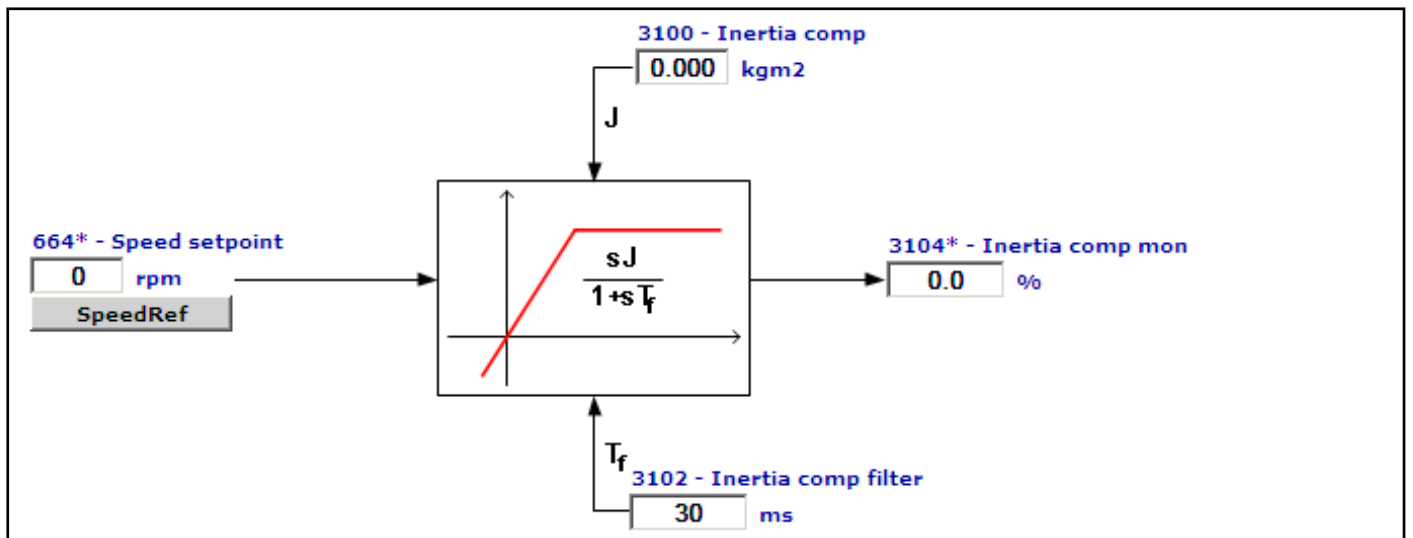 3100 - Inertia comp
0.000 kgm2
J
664* - Speed setpoint
0 rpm
SpeedRef
sJ
1+sTf
3104* - Inertia comp mon
0.0 %
Tf
3102 - Inertia comp filter
30 ms